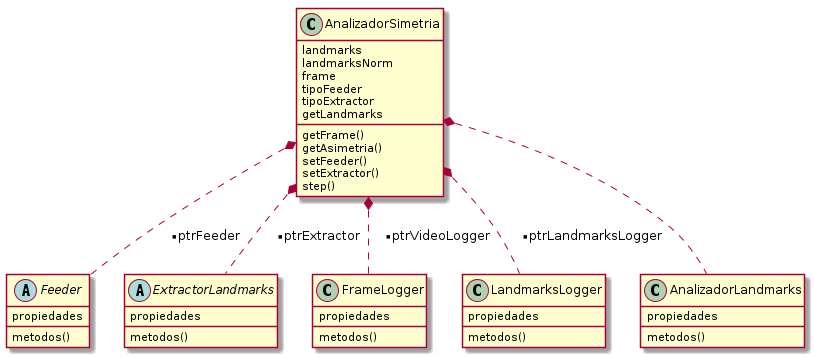 C AnalizadorSimetria
landmarks
landmarksNorm
frame
tipoFeeder
tipoExtractor
getLandmarks
getFrame()
getAsimetria()
setFeeder()
setExtractor()
step()
*ptrFeeder
*ptrExtractor
*ptrVideoLogger
*ptrLandmarksLogger
A Feeder
propiedades
metodos()
A ExtractorLandmarks
propiedades
metodos()
C FrameLogger
propiedades
metodos()
C LandmarksLogger
propiedades
metodos()
C AnalizadorLandmarks
propiedades
metodos()